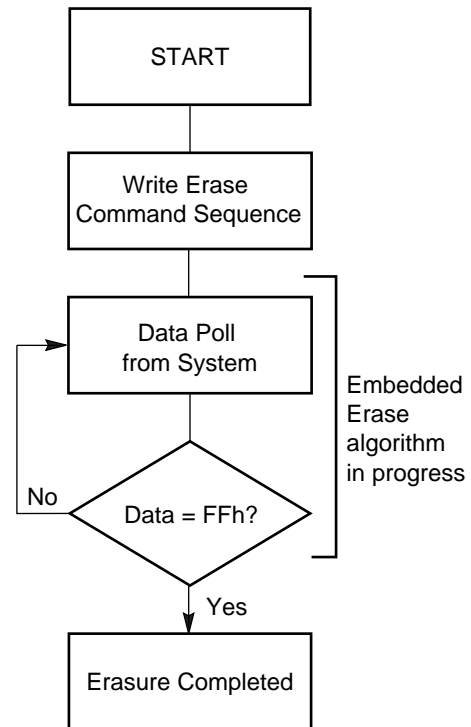 START
Write Erase
Command Sequence
Data Poll
from System
Embedded
Erase
algorithm
in progress
No
Data = FFh?
Yes
Erasure Completed